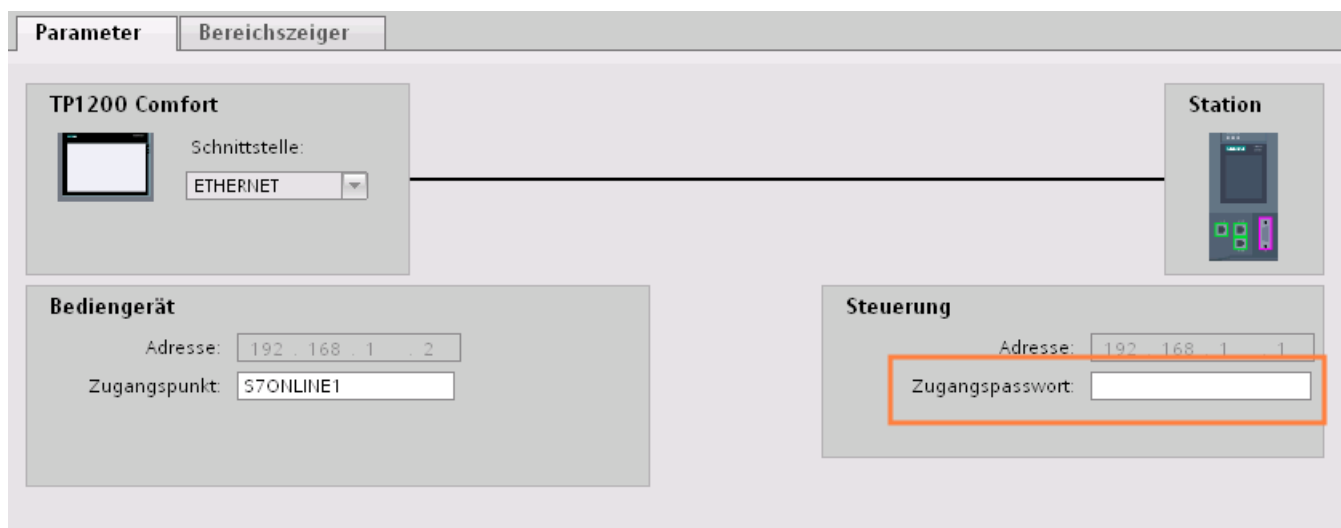 Parameter
Bereichszeiger
TP1200 Comfort
Schnittstelle:
ETHERNET
Station
Bediengerät
Adresse: 192 . 168 . 1 . 2
Zugangspunkt: S7ONLINE1
Steuerung
Adresse: 192 . 168 . 1 . 1
Zugangspasswort: